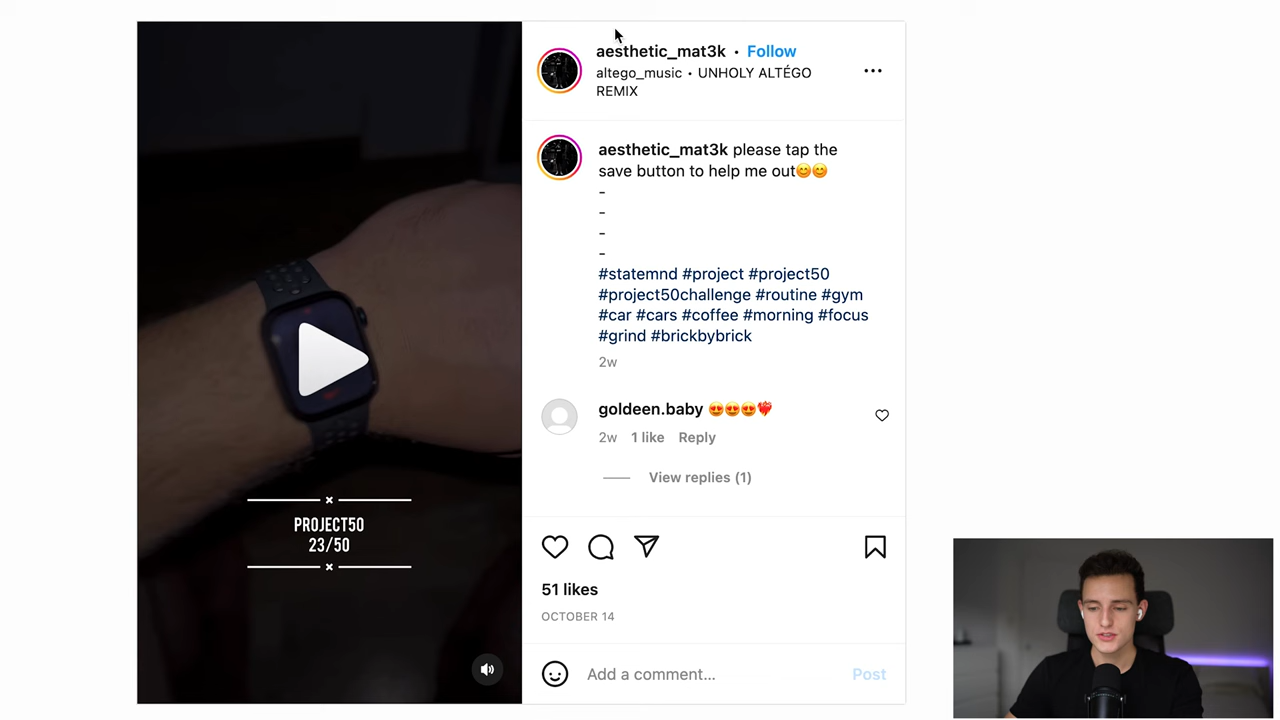 aesthetic_mat3k • Follow
altego_music • UNHOLY ALTÉGO
REMIX
aesthetic_mat3k please tap the
save button to help me out😊😊
-
-
-
-
#statemnd #project #project50
#project50challenge #routine #gym
#car #cars #coffee #morning #focus
#grind #brickbybrick
2w
goldeen.baby 😍😍😍❤️‍🔥
2w 1 like Reply
View replies (1)
PROJECT50
23/50
51 likes
OCTOBER 14
Add a comment... Post